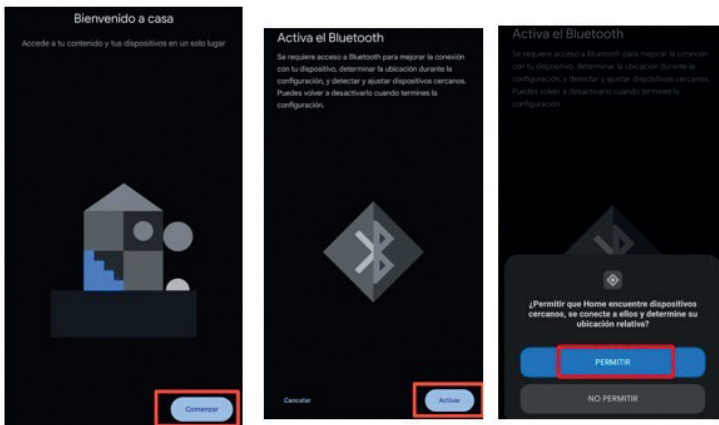 Bienvenido a casa
Accede a tu contenido y tus dispositivos en un solo lugar
Comenzar
Activa el Bluetooth
Se requiere acceso a Bluetooth para mejorar la conexión
con tu dispositivo, determinar la ubicación durante la
configuración, y detectar y ajustar dispositivos cercanos.
Puedes volver a desactivarlo cuando termines la
configuración.
Cancelar
Activar
Activa el Bluetooth
Se requiere acceso a Bluetooth para mejorar la conexión
con tu dispositivo, determinar la ubicación durante la
configuración, y detectar y ajustar dispositivos cercanos.
Puedes volver a desactivarlo cuando termines la
configuración.
¿Permitir que Home encuentre dispositivos
cercanos, se conecte a ellos y determine su
ubicación relativa?
PERMITIR
NO PERMITIR